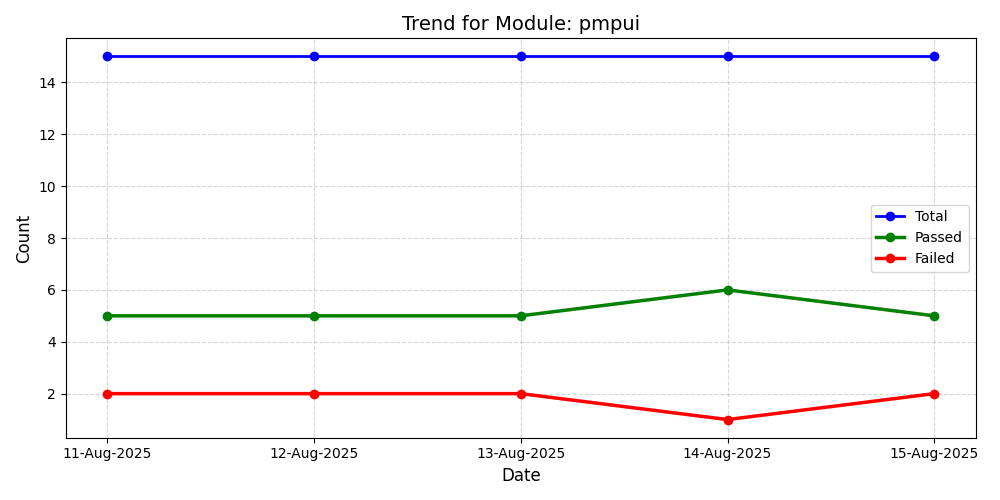 Trend for Module: pmpui
Count
14
12
10
8
6
4
2
Total
Passed
Failed
11-Aug-2025
12-Aug-2025
13-Aug-2025
14-Aug-2025
15-Aug-2025
Date